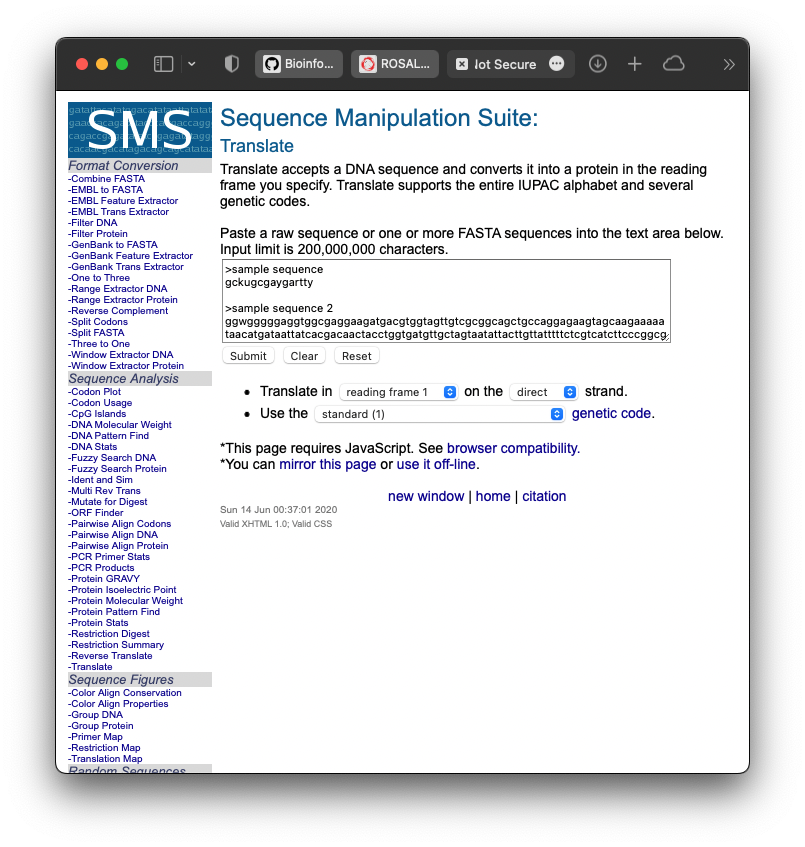 Bioinfo...
ROSAL...
Not Secure
SMS
Format Conversion
-Combine FASTA
-EMBL to FASTA
-EMBL Feature Extractor
-EMBL Trans Extractor
-Filter DNA
-Filter Protein
-GenBank to FASTA
-GenBank Feature Extractor
-GenBank Trans Extractor
-One to Three
-Range Extractor DNA
-Range Extractor Protein
-Reverse Complement
-Split Codons
-Split FASTA
-Three to One
-Window Extractor DNA
-Window Extractor Protein
Sequence Analysis
-Codon Plot
-Codon Usage
-CpG Islands
-DNA Molecular Weight
-DNA Pattern Find
-DNA Stats
-Fuzzy Search DNA
-Fuzzy Search Protein
-Ident and Sim
-Multi Rev Trans
-Mutate for Digest
-ORF Finder
-Pairwise Align Codons
-Pairwise Align DNA
-Pairwise Align Protein
-PCR Primer Stats
-PCR Products
-Protein GRAVY
-Protein Isoelectric Point
-Protein Molecular Weight
-Protein Pattern Find
-Protein Stats
-Restriction Digest
-Restriction Summary
-Reverse Translate
-Translate
Sequence Figures
-Color Align Conservation
-Color Align Properties
-Group DNA
-Group Protein
-Primer Map
-Restriction Map
-Translation Map
Random Sequences
Sequence Manipulation Suite:
Translate
Translate accepts a DNA sequence and converts it into a protein in the reading
frame you specify. Translate supports the entire IUPAC alphabet and several
genetic codes.
Paste a raw sequence or one or more FASTA sequences into the text area below.
Input limit is 200,000,000 characters.
>sample sequence
gckugcgaygartty
>sample sequence 2
ggwgggggaggtggcgaggaagatgacgtggtagttgtcgcggcagctgccaggagaagtagcaagaaaaa
taacatgataattatcacgacaactacctggtgatgttgctagtaatattacttgttatttttctcgtcatcttcccggcg
Submit Clear Reset
• Translate in reading frame 1 on the direct strand.
• Use the standard (1) genetic code.
*This page requires JavaScript. See browser compatibility.
*You can mirror this page or use it off-line.
new window | home | citation
Sun 14 Jun 00:37:01 2020
Valid XHTML 1.0; Valid CSS